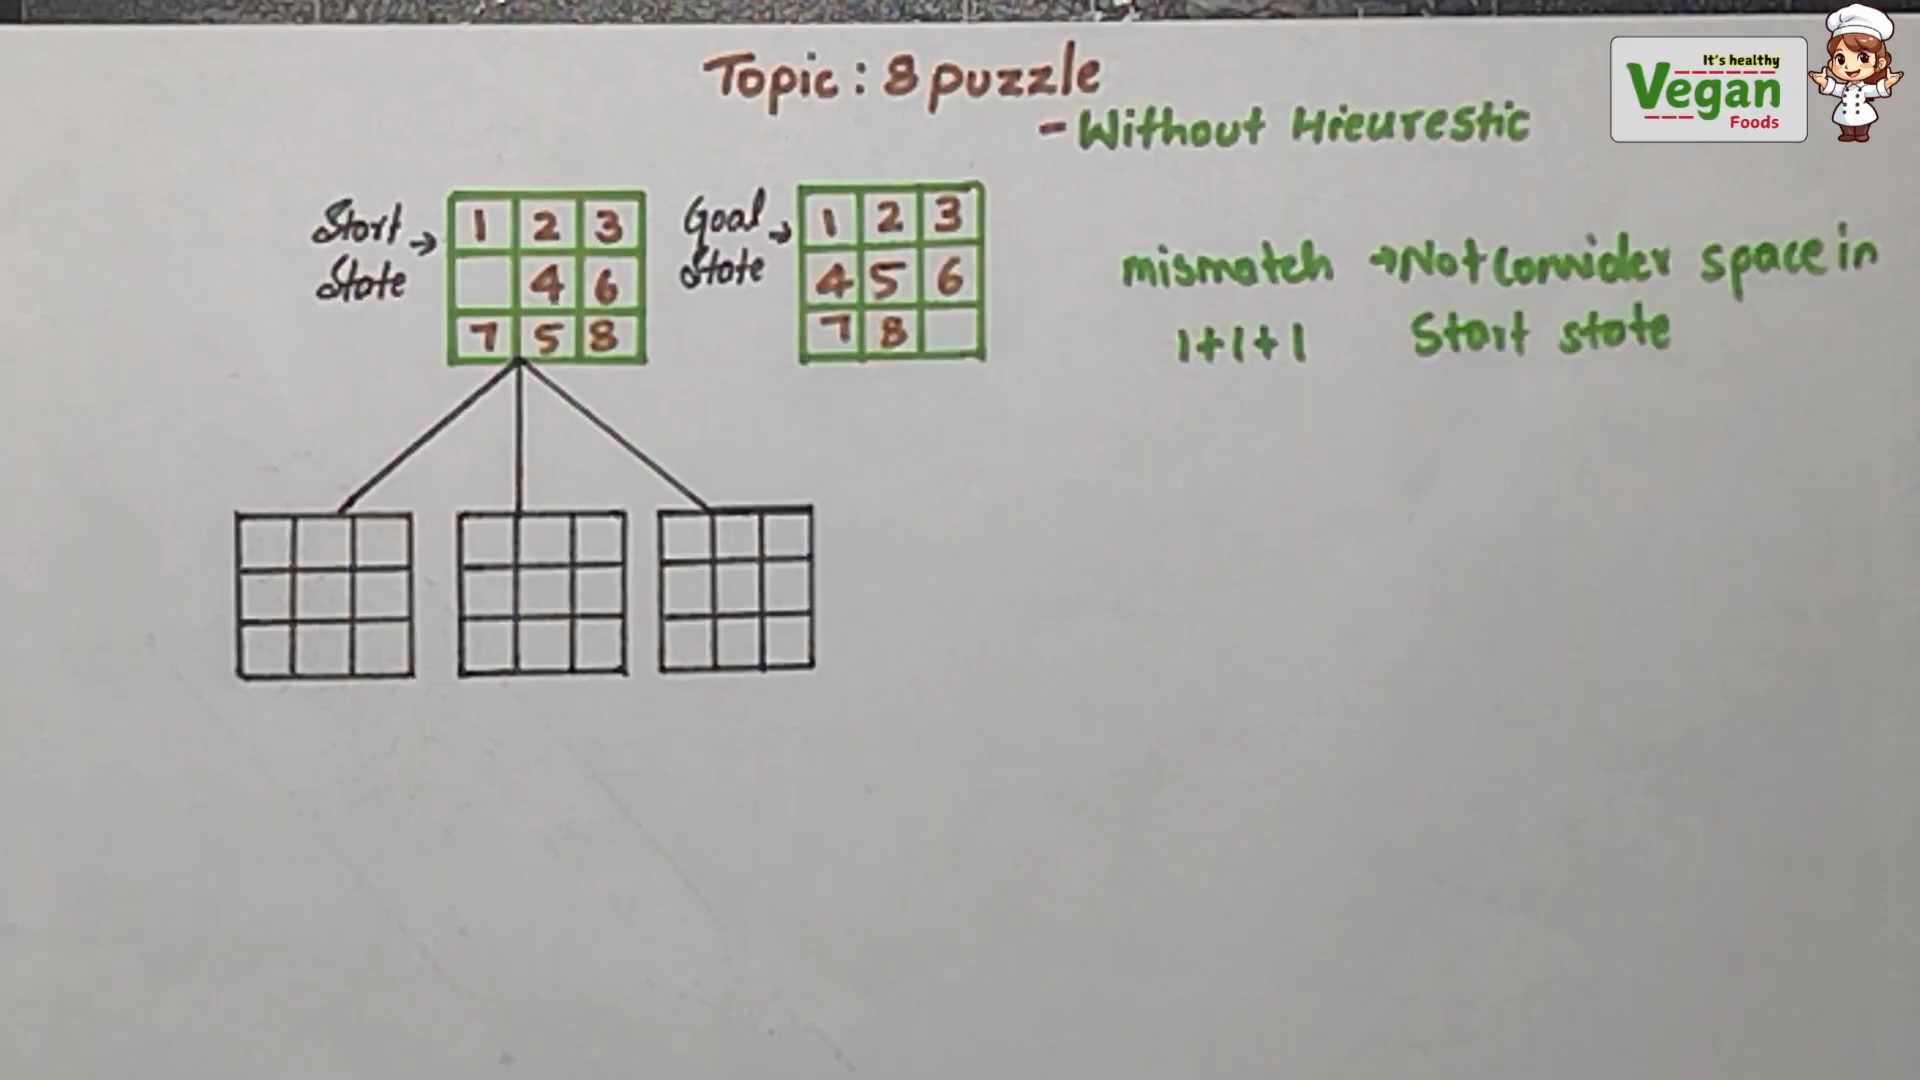 Topic : 8 puzzle
- Without Hieurestic
It's healthy
Vegan
Foods
Start
State
1 2 3
4 6
7 5 8
Goal
State
1 2 3
4 5 6
7 8
mismatch → Not Consider space in
Start state
1+1+1